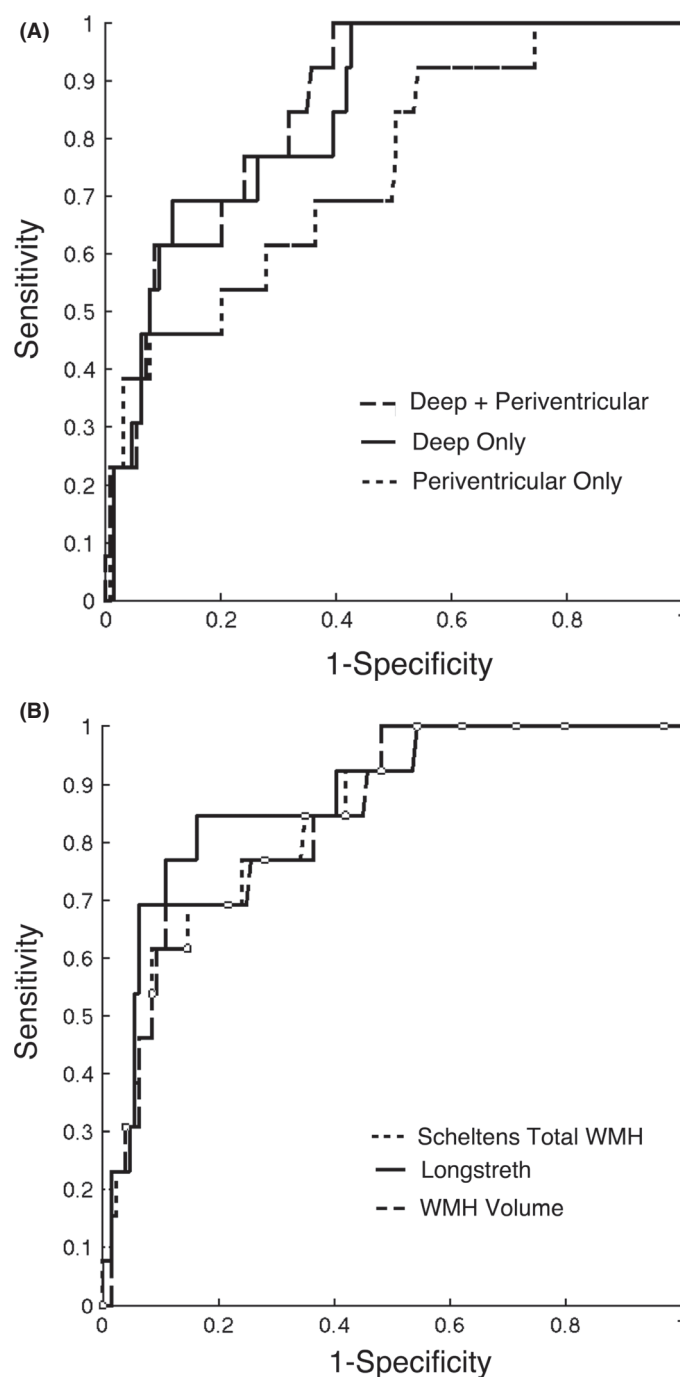 (A)
1
0.9
0.8
0.7
0.6
0.5
0.4
0.3
0.2
0.1
0
Sensitivity
Deep + Periventricular
Deep Only
Periventricular Only
0 0.2 0.4 0.6 0.8 1
1-Specificity
(B)
1
0.9
0.8
0.7
0.6
0.5
0.4
0.3
0.2
0.1
0
Sensitivity
Scheltens Total WMH
Longstreth
WMH Volume
0 0.2 0.4 0.6 0.8 1
1-Specificity